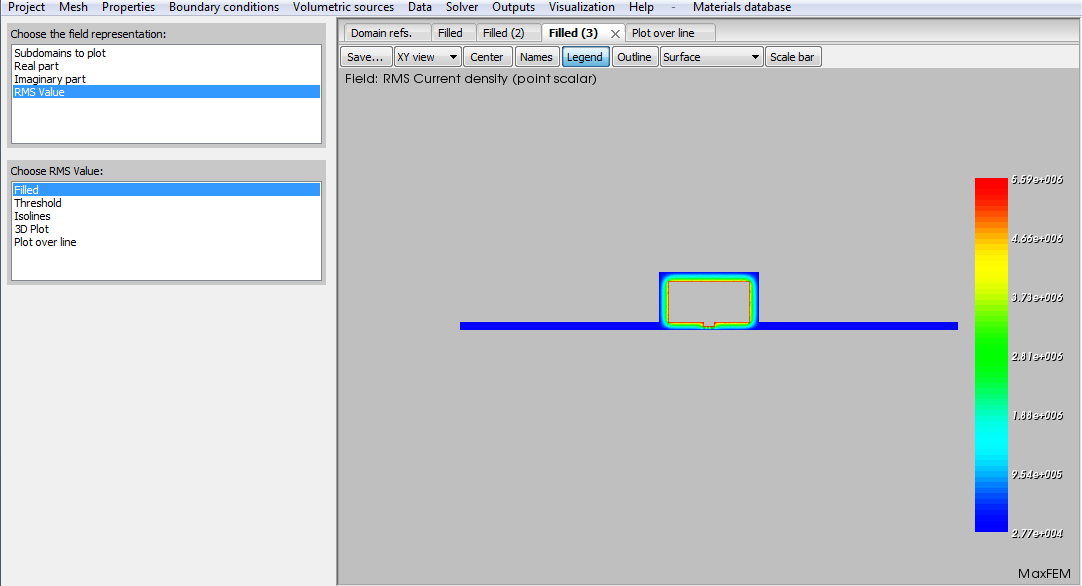 Project Mesh Properties Boundary conditions Volumetric sources Data Solver Outputs Visualization Help - Materials database
Choose the field representation:
Subdomains to plot
Real part
Imaginary part
RMS Value
Choose RMS Value:
Filled
Threshold
Isolines
3D Plot
Plot over line
Domain refs. Filled Filled (2) Filled (3) Plot over line
Save... XY view Center Names Legend Outline Surface Scale bar
Field: RMS Current density (point scalar)
5.59e+006
4.66e+006
3.73e+006
2.81e+006
1.88e+006
9.54e+005
2.77e+004
MaxFEM